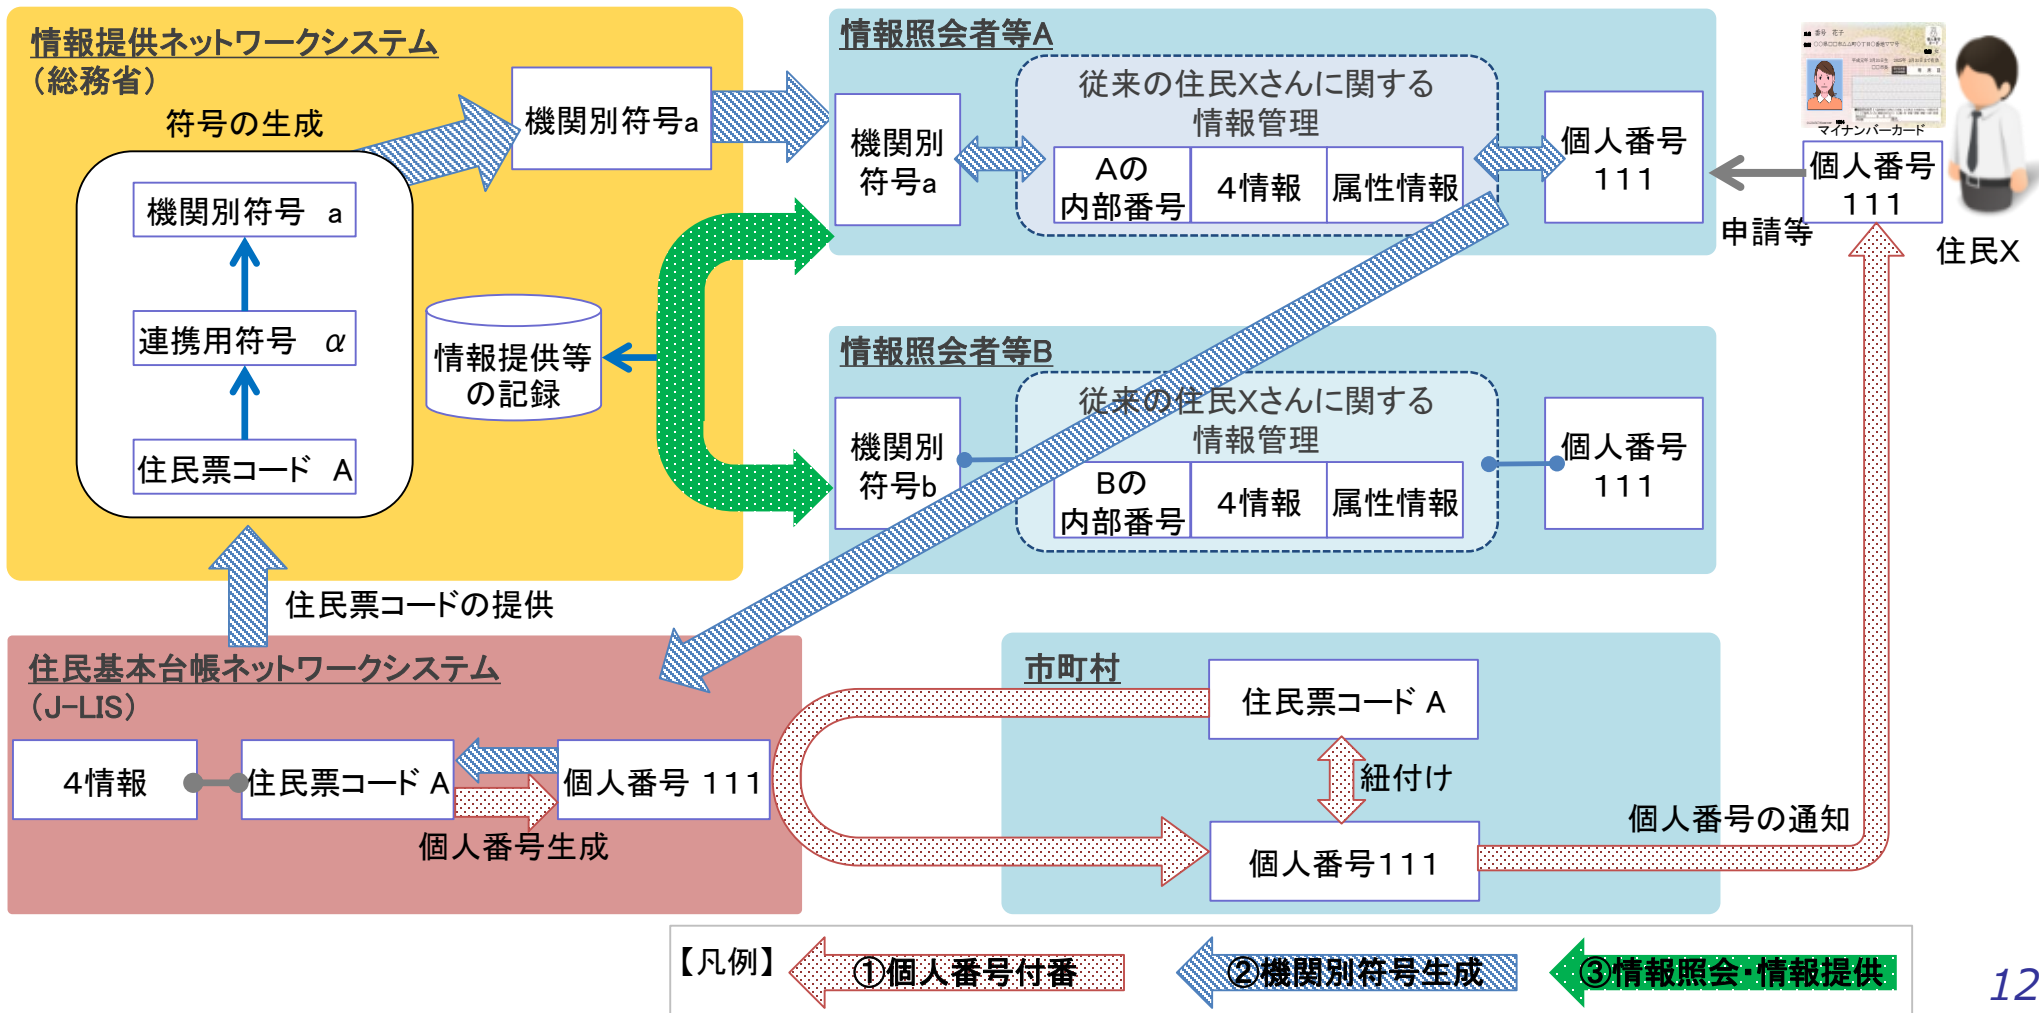 情報提供ネットワークシステム
（総務省）
符号の生成
機関別符号 a
連携用符号 α
住民票コード A
機関別符号a
情報提供等
の記録
住民票コードの提供
情報照会者等A
従来の住民Xさんに関する
情報管理
機関別
符号a
Aの
内部番号
4情報
属性情報
個人番号
111
番号 花子
マイナンバーカード
個人番号
111
申請等
住民X
情報照会者等B
従来の住民Xさんに関する
情報管理
機関別
符号b
Bの
内部番号
4情報
属性情報
個人番号
111
住民基本台帳ネットワークシステム
（J-LIS）
4情報
住民票コード A
個人番号 111
個人番号生成
市町村
住民票コード A
紐付け
個人番号111
個人番号の通知
【凡例】
①個人番号付番
②機関別符号生成
③情報照会・情報提供
12